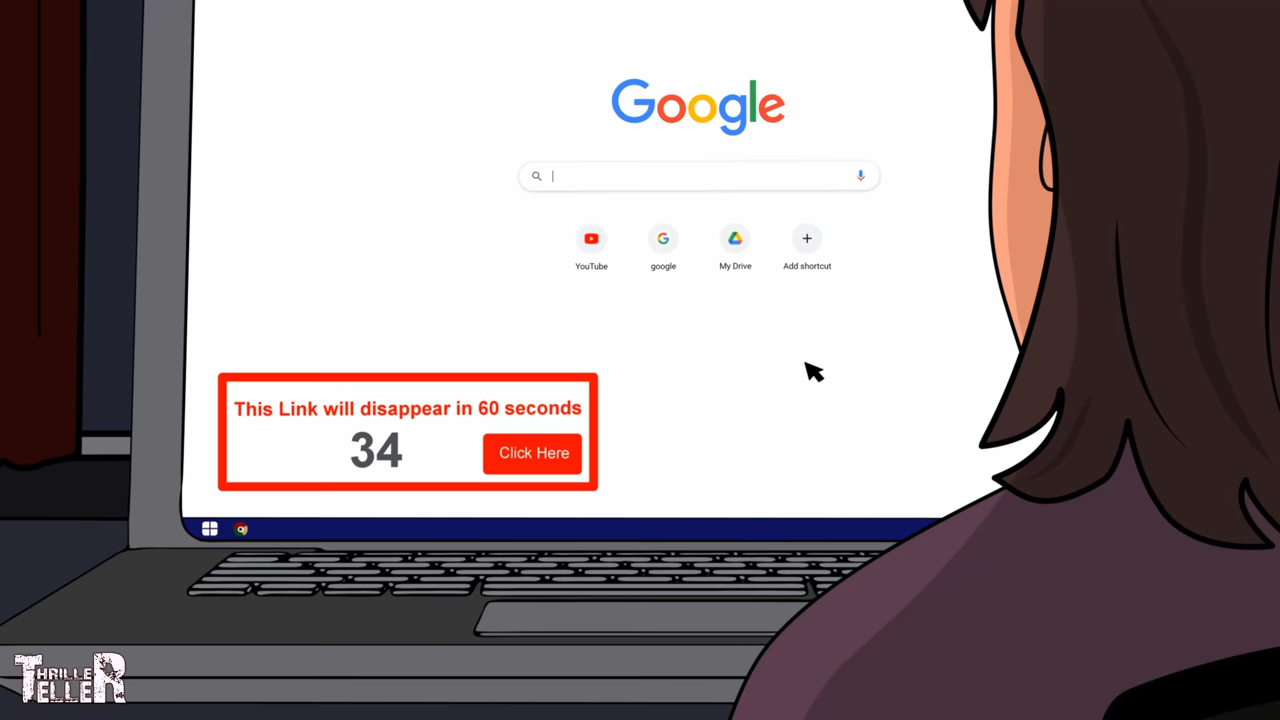 Google
YouTube
google
My Drive
Add shortcut
This Link will disappear in 60 seconds
34
Click Here
THRILLER
TELLER